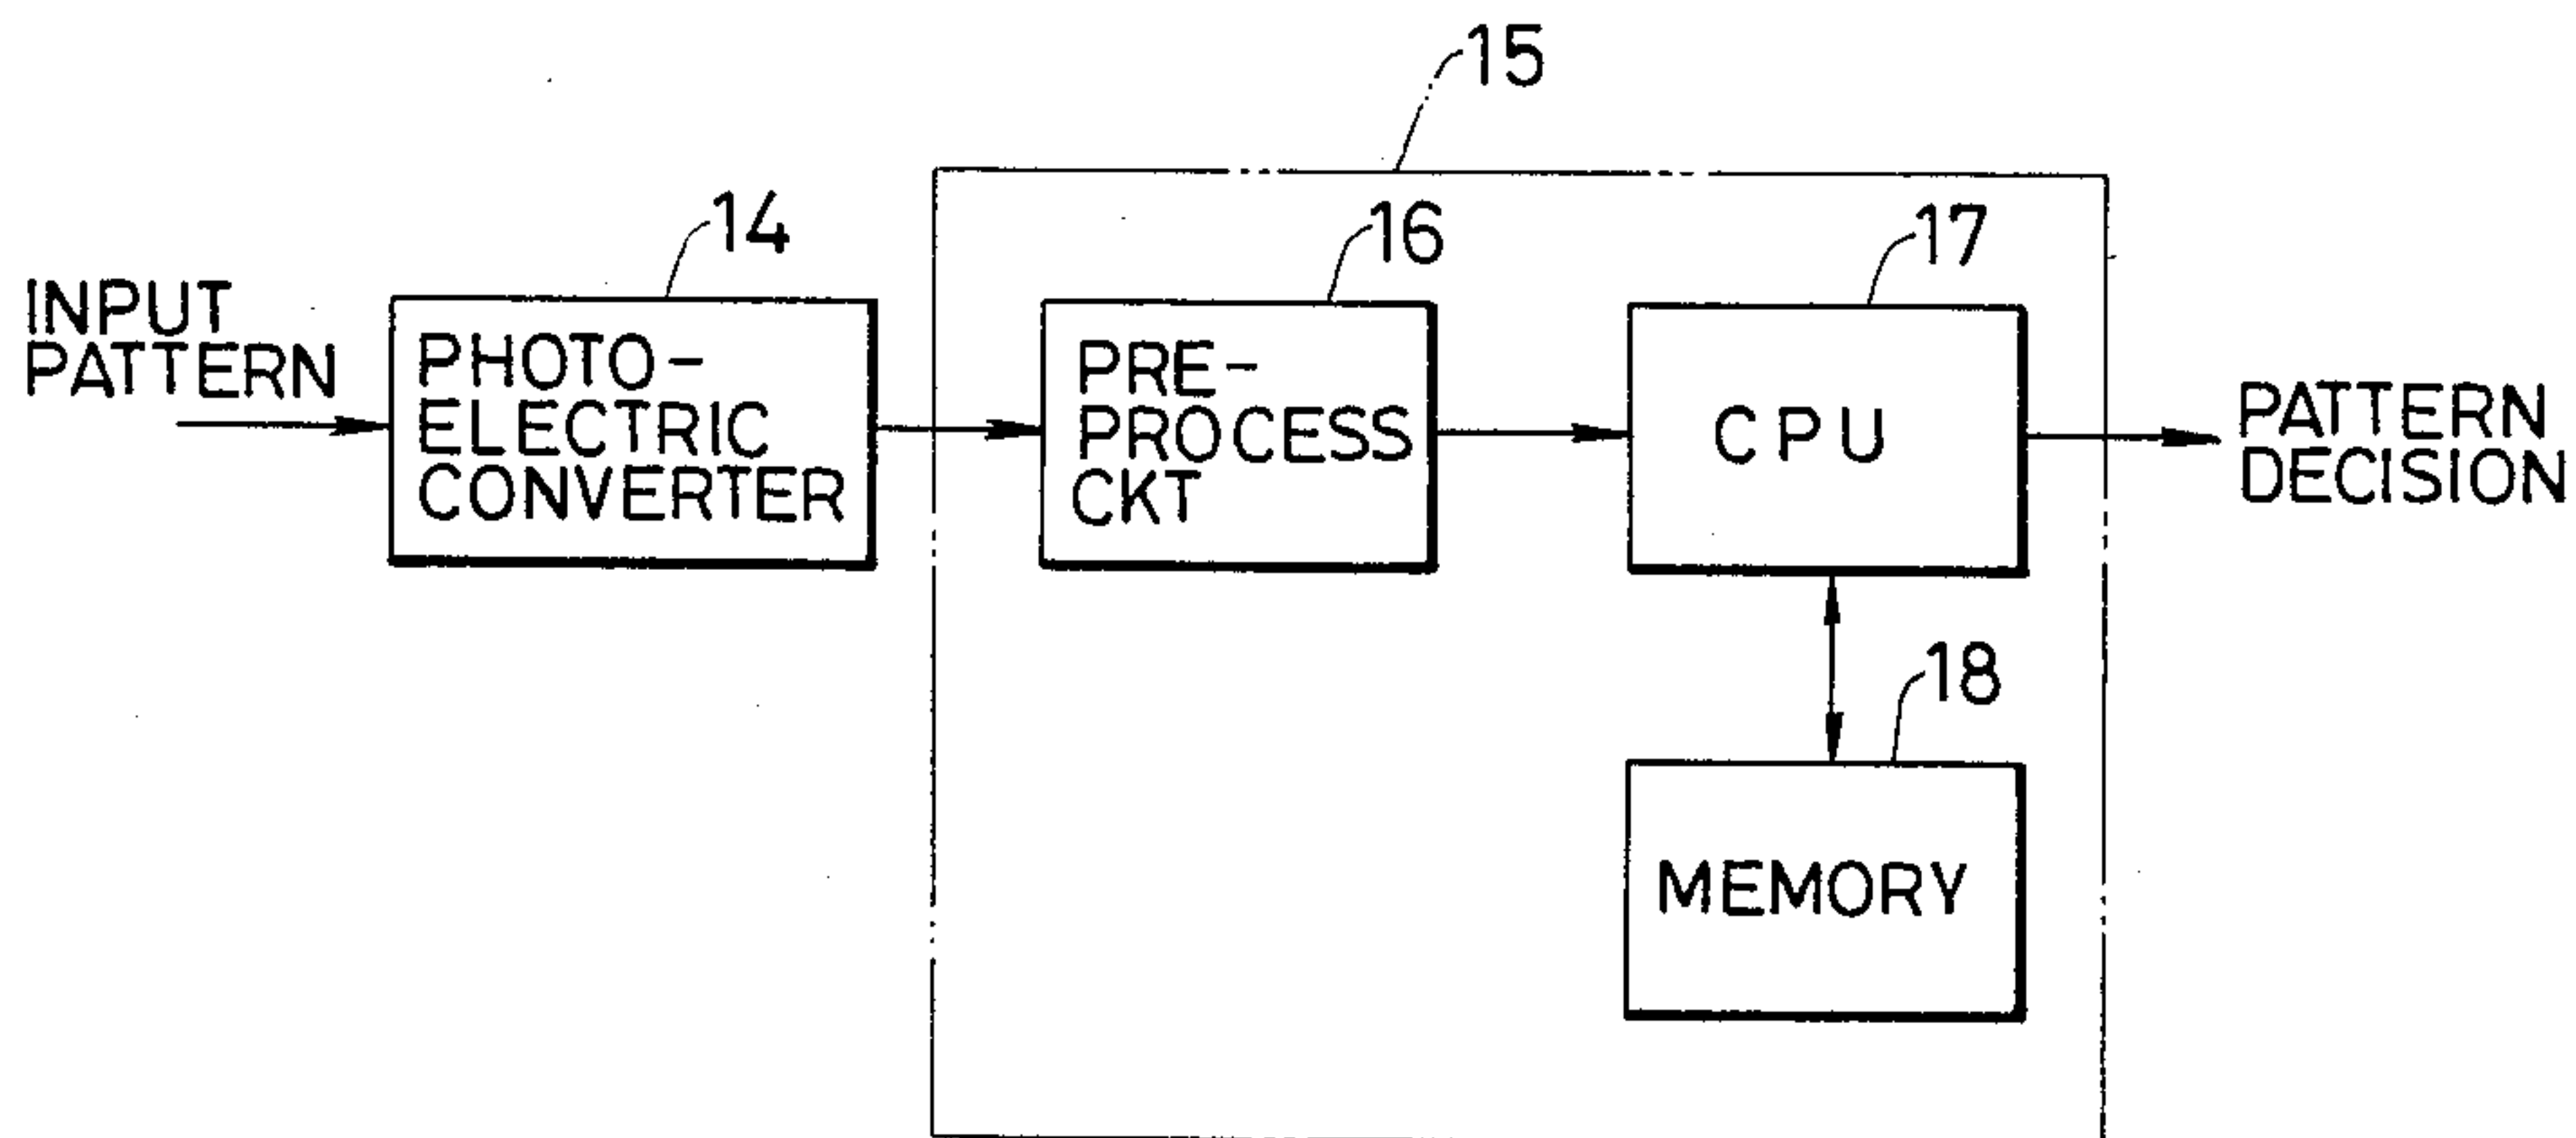 15
14
16
17
INPUT
PATTERN
PHOTO-
ELECTRIC
CONVERTER
PRE-
PROCESS
CKT
CPU
PATTERN
DECISION
18
MEMORY